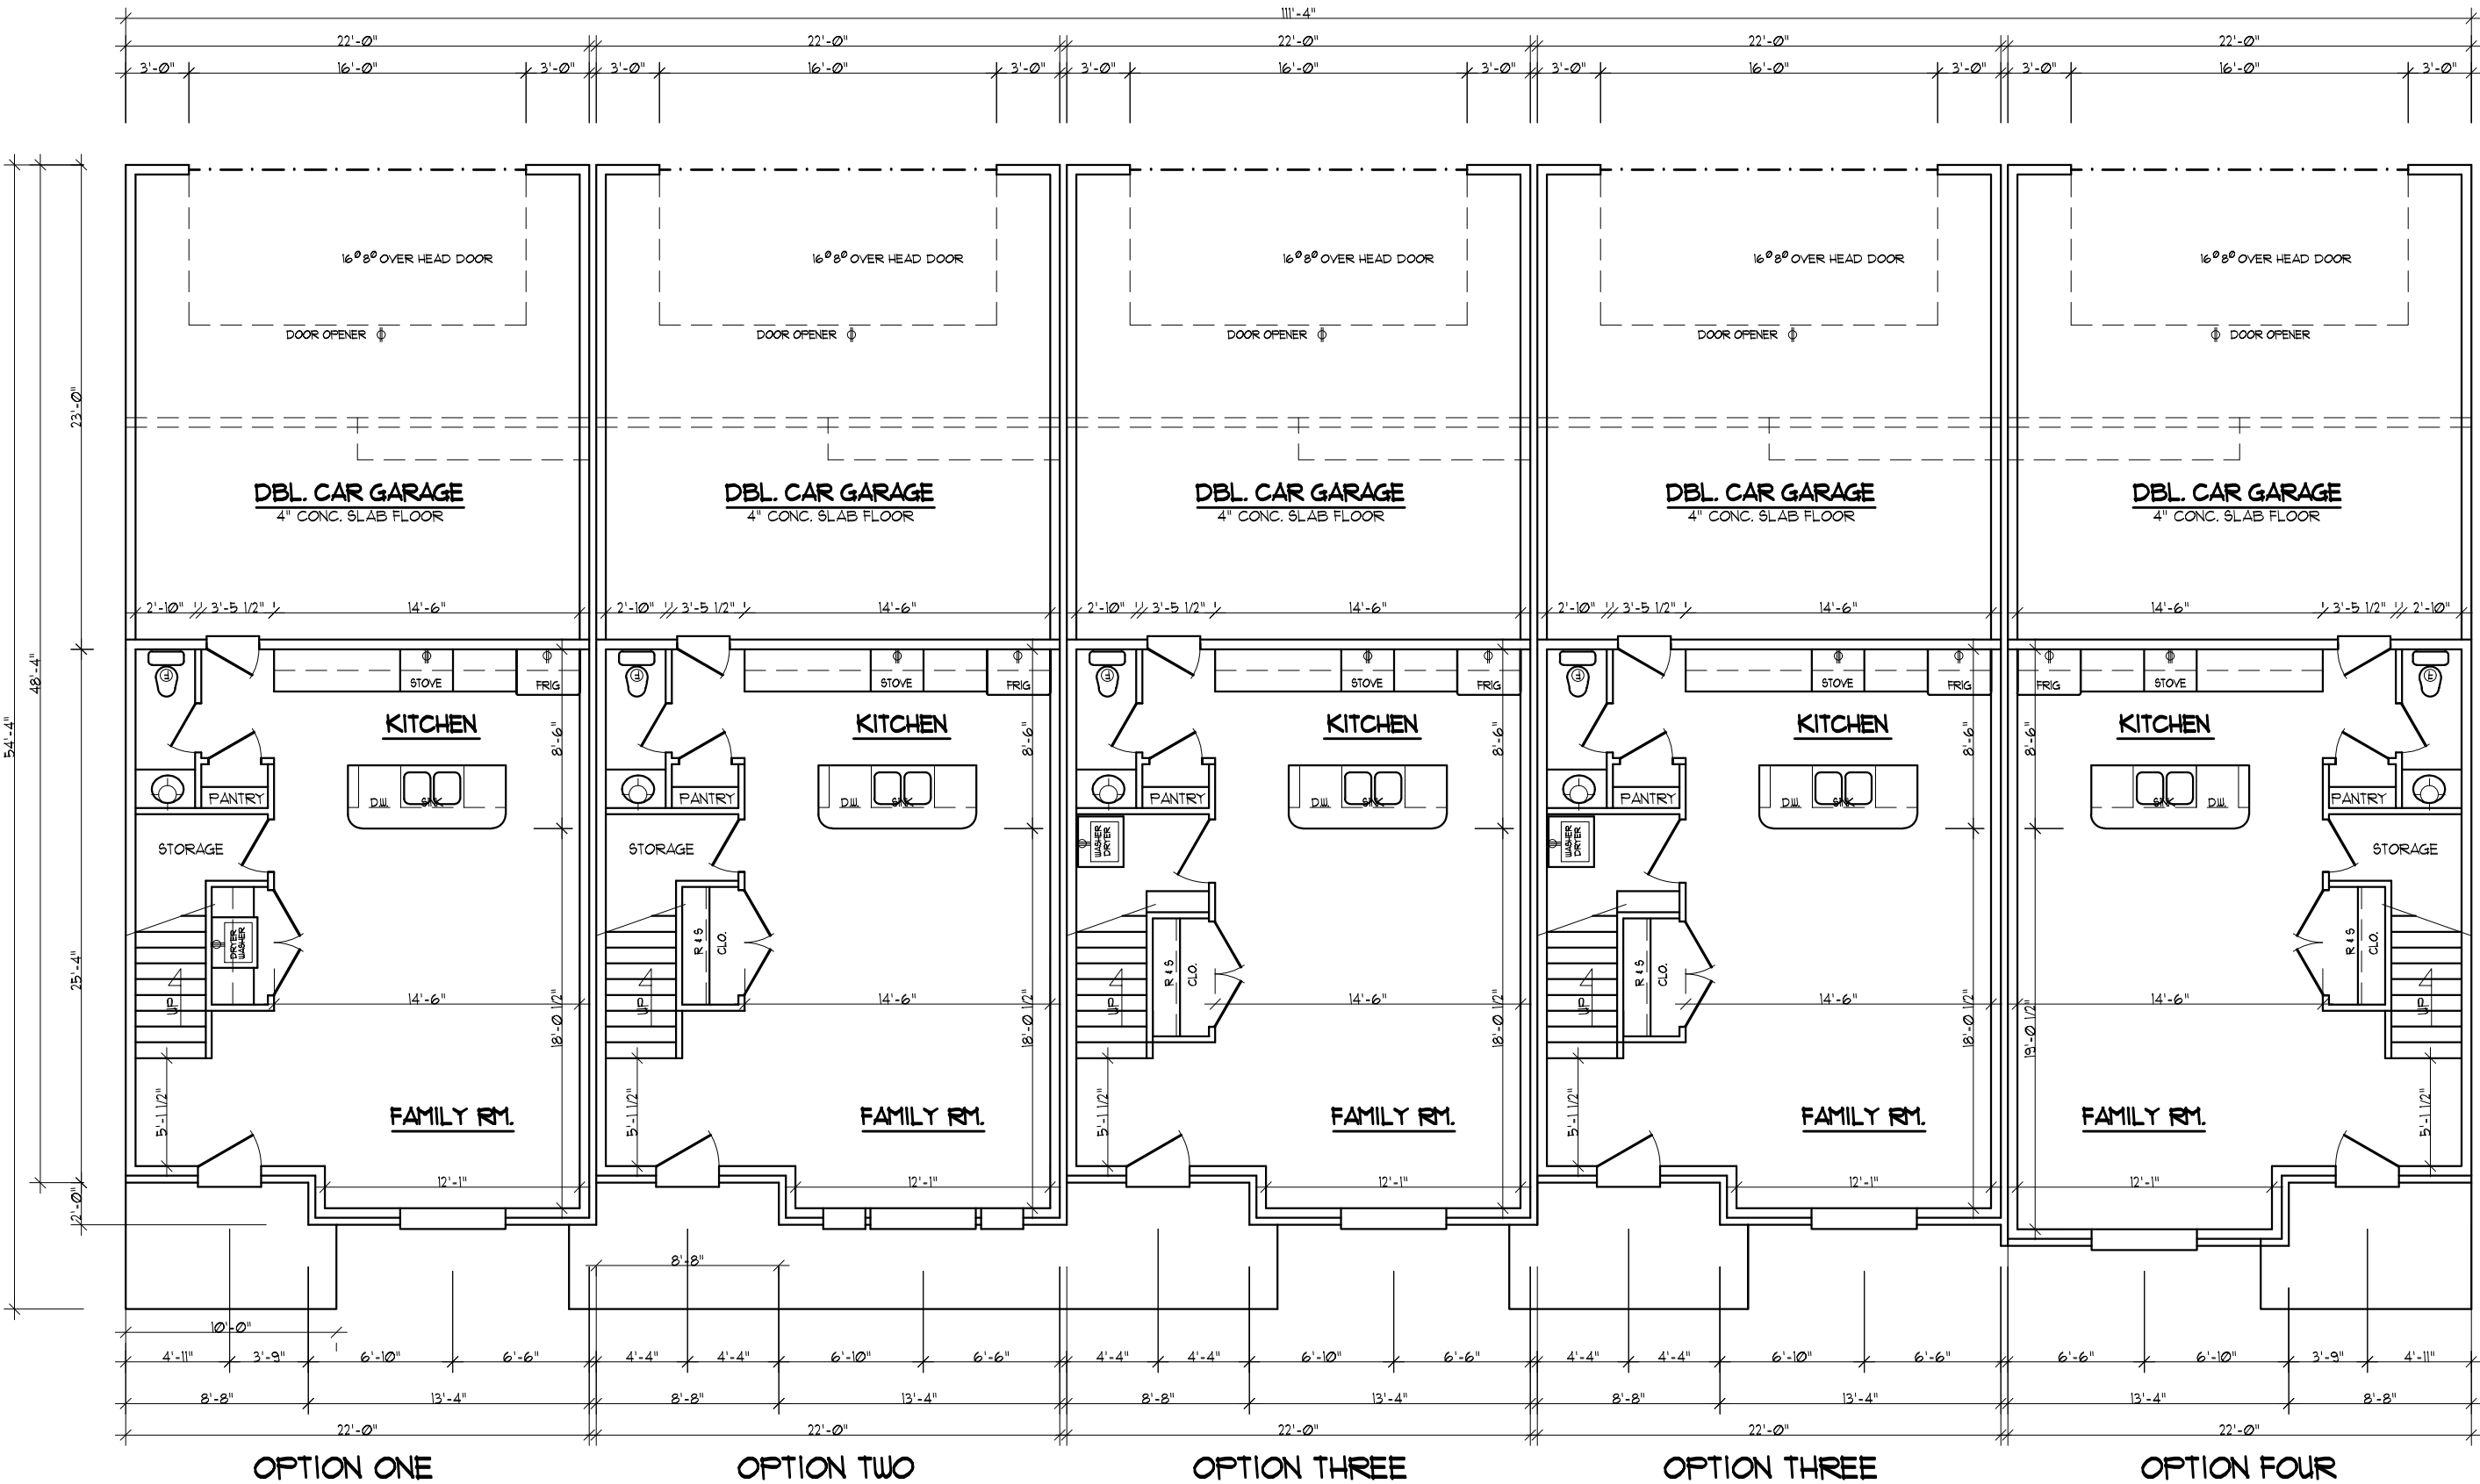 111'-4"
22'-0" 22'-0" 22'-0" 22'-0" 22'-0"
3'-0" 16'-0" 3'-0" 3'-0" 16'-0" 3'-0" 3'-0" 16'-0" 3'-0" 3'-0" 16'-0" 3'-0" 3'-0" 16'-0" 3'-0"
16⁰8⁰ OVER HEAD DOOR 16⁰8⁰ OVER HEAD DOOR 16⁰8⁰ OVER HEAD DOOR 16⁰8⁰ OVER HEAD DOOR 16⁰8⁰ OVER HEAD DOOR
DOOR OPENER DOOR OPENER DOOR OPENER DOOR OPENER DOOR OPENER
23'-0"
DBL. CAR GARAGE DBL. CAR GARAGE DBL. CAR GARAGE DBL. CAR GARAGE DBL. CAR GARAGE
4" CONC. SLAB FLOOR 4" CONC. SLAB FLOOR 4" CONC. SLAB FLOOR 4" CONC. SLAB FLOOR 4" CONC. SLAB FLOOR
2'-10" 3'-5 1/2" 14'-6" 2'-10" 3'-5 1/2" 14'-6" 2'-10" 3'-5 1/2" 14'-6" 2'-10" 3'-5 1/2" 14'-6" 14'-6" 3'-5 1/2" 2'-10"
48'-4"
54'-4"
F F F F F
STOVE FRIG STOVE FRIG STOVE FRIG STOVE FRIG FRIG STOVE
KITCHEN KITCHEN KITCHEN KITCHEN KITCHEN
8'-6" 8'-6" 8'-6" 8'-6" 8'-6"
PANTRY D.W. SINK PANTRY D.W. SINK PANTRY D.W. SINK PANTRY D.W. SINK SINK D.W. PANTRY
STORAGE STORAGE WASHER DRYER WASHER DRYER STORAGE
DRYER WASHER R & S CLO. R & S CLO. R & S CLO. R & S CLO.
25'-4"
UP UP UP UP UP
14'-6" 14'-6" 14'-6" 14'-6" 14'-6"
18'-0 1/2" 18'-0 1/2" 18'-0 1/2" 18'-0 1/2" 19'-0 1/2"
5'-1 1/2" 5'-1 1/2" 5'-1 1/2" 5'-1 1/2" 5'-1 1/2"
FAMILY RM. FAMILY RM. FAMILY RM. FAMILY RM. FAMILY RM.
12'-1" 12'-1" 12'-1" 12'-1" 12'-1"
2'-0"
8'-8"
10'-0"
4'-11" 3'-9" 6'-10" 6'-6" 4'-4" 4'-4" 6'-10" 6'-6" 4'-4" 4'-4" 6'-10" 6'-6" 4'-4" 4'-4" 6'-10" 6'-6" 6'-6" 6'-10" 3'-9" 4'-11"
8'-8" 13'-4" 8'-8" 13'-4" 8'-8" 13'-4" 8'-8" 13'-4" 13'-4" 8'-8"
22'-0" 22'-0" 22'-0" 22'-0" 22'-0"
OPTION ONE OPTION TWO OPTION THREE OPTION THREE OPTION FOUR